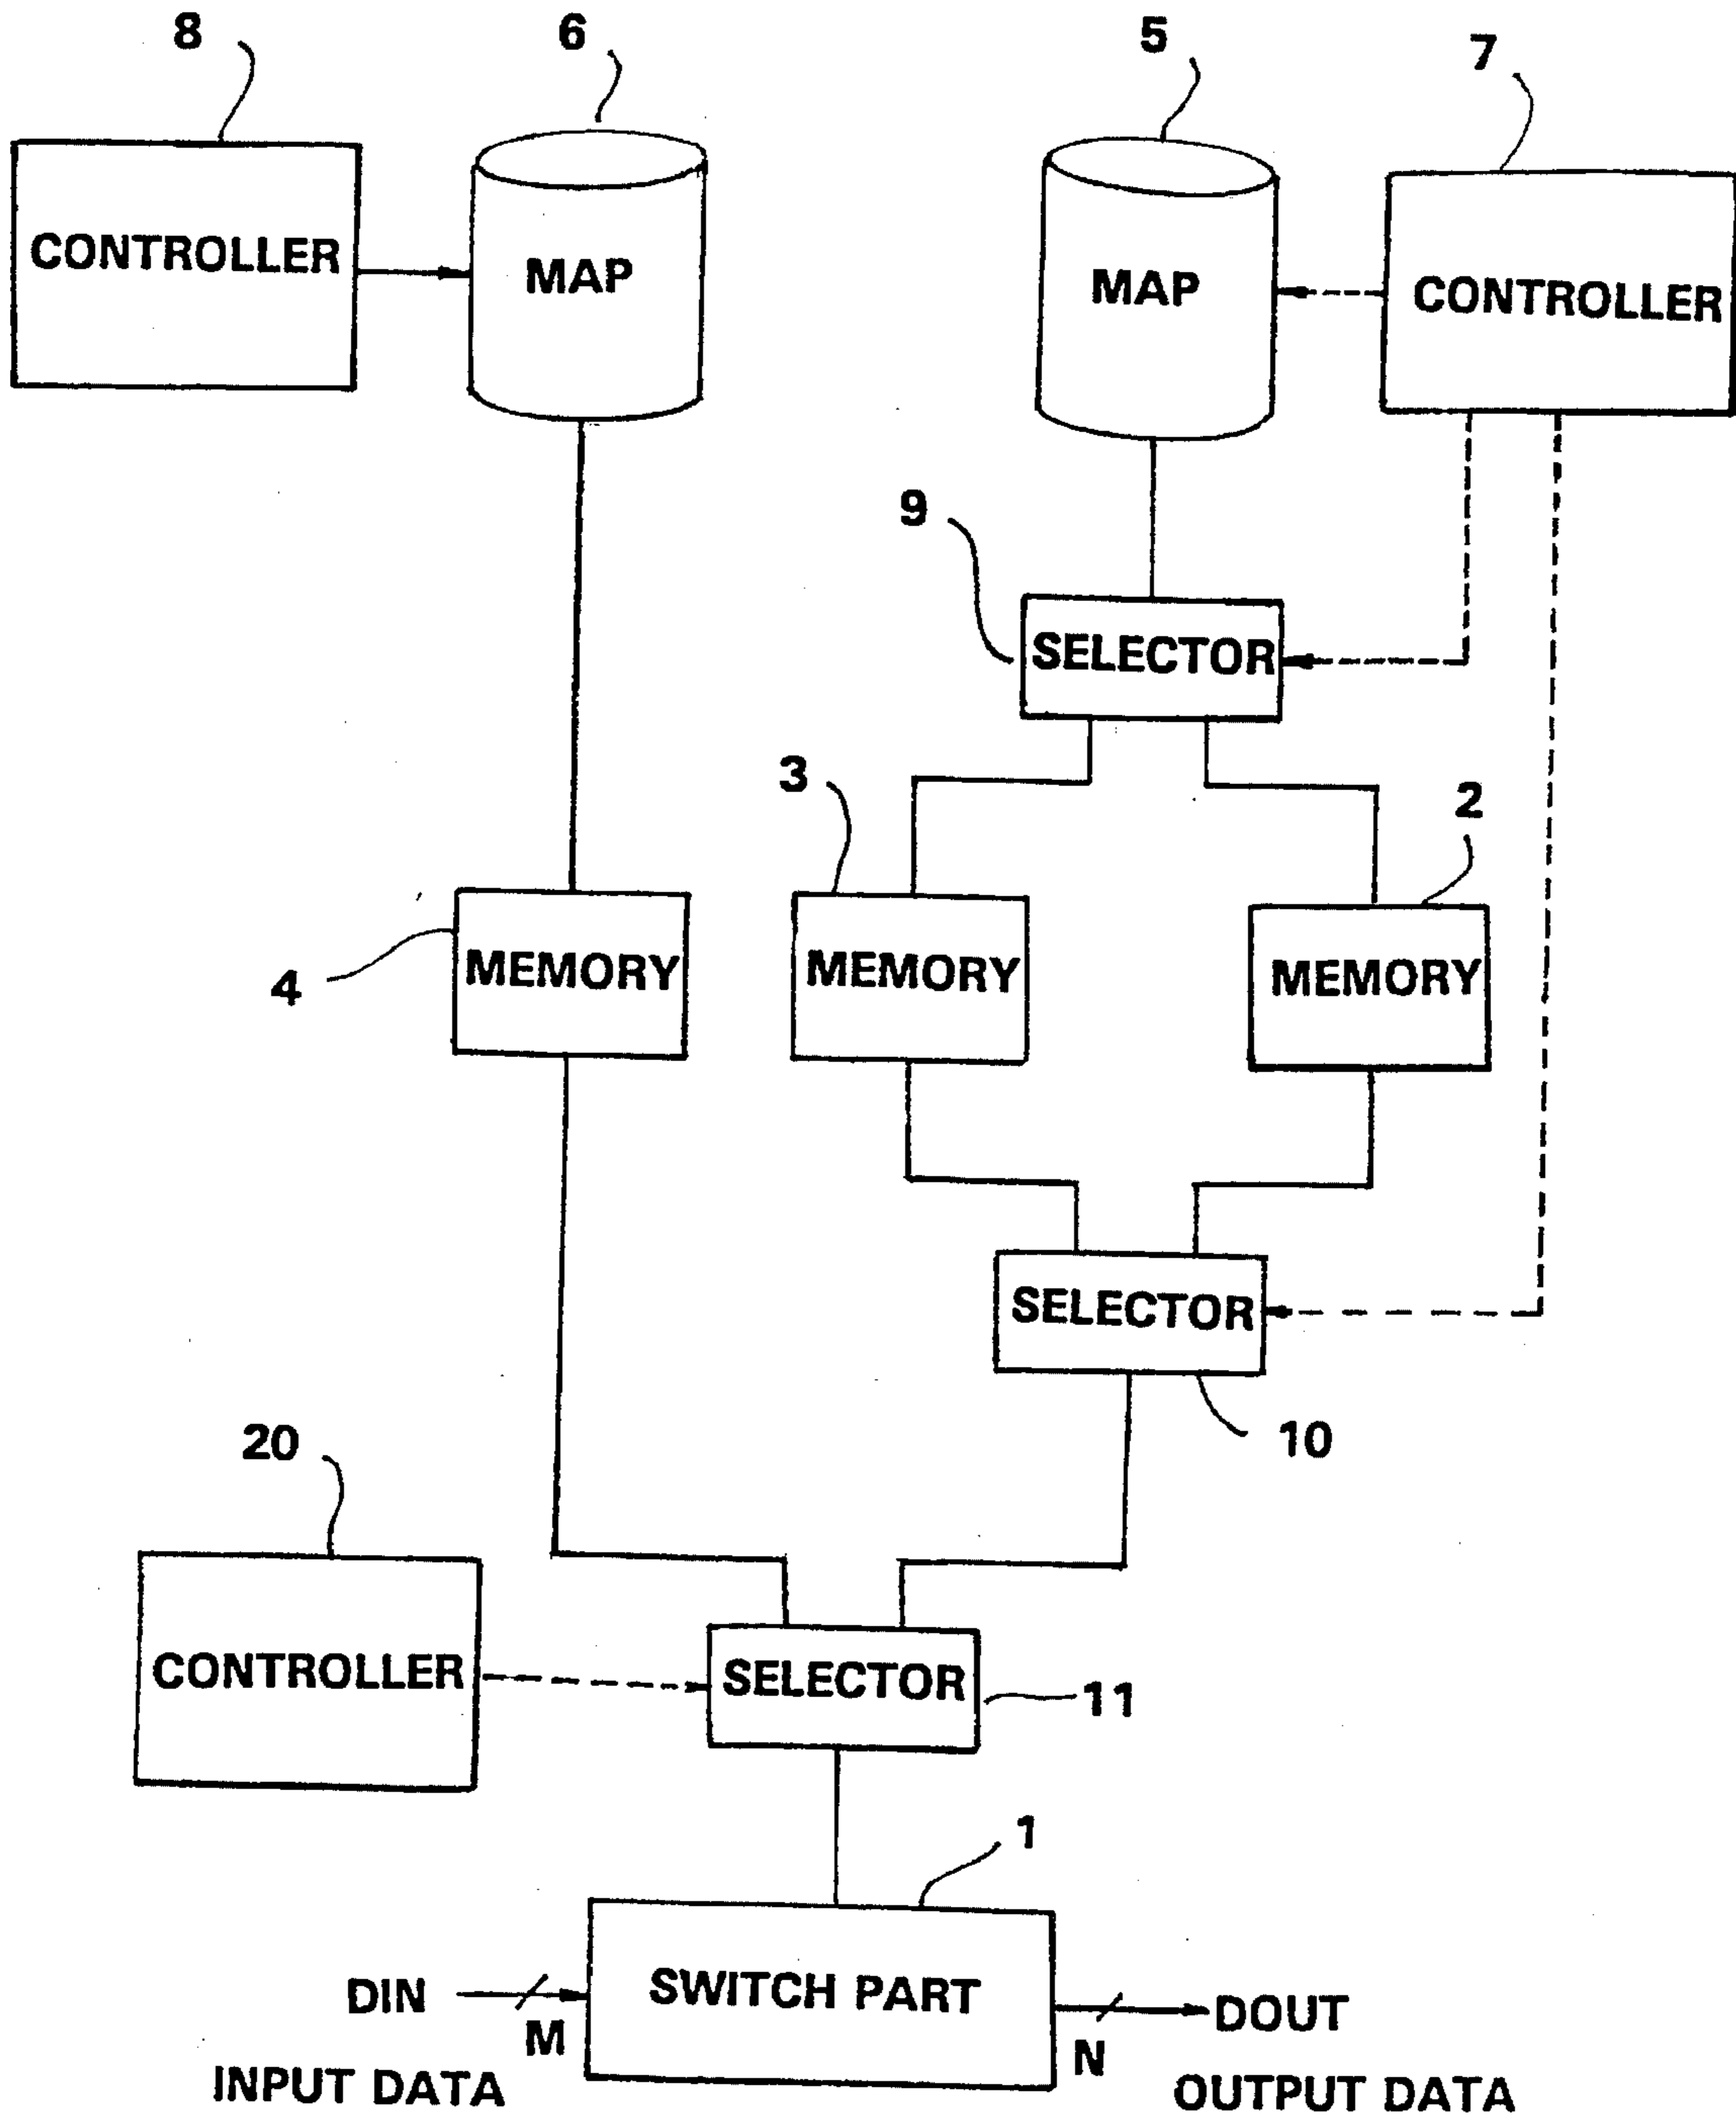 8
6
5
7
CONTROLLER
MAP
MAP
CONTROLLER
9
SELECTOR
3
2
4
MEMORY
MEMORY
MEMORY
SELECTOR
10
20
CONTROLLER
SELECTOR
11
1
DIN
M
SWITCH PART
N
DOUT
INPUT DATA
OUTPUT DATA